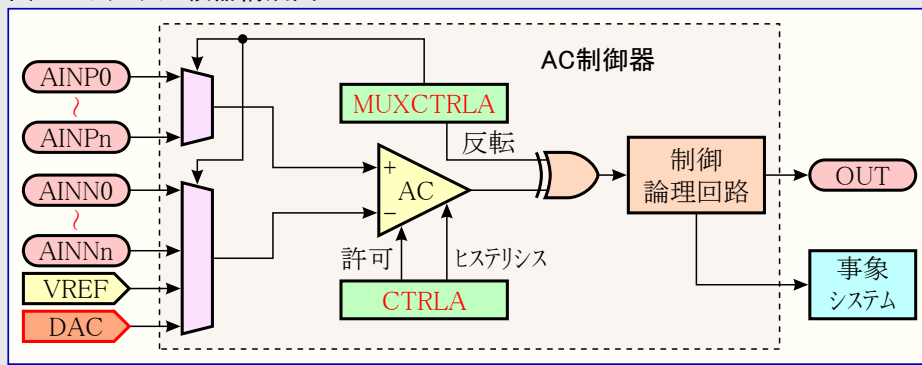 AC制御器
AINP0
~
AINPn
AINN0
~
AINNn
VREF
DAC
MUXCTRLA
反転
+
AC
−
許可
ヒステリシス
CTRLA
制御
論理回路
OUT
事象
システム